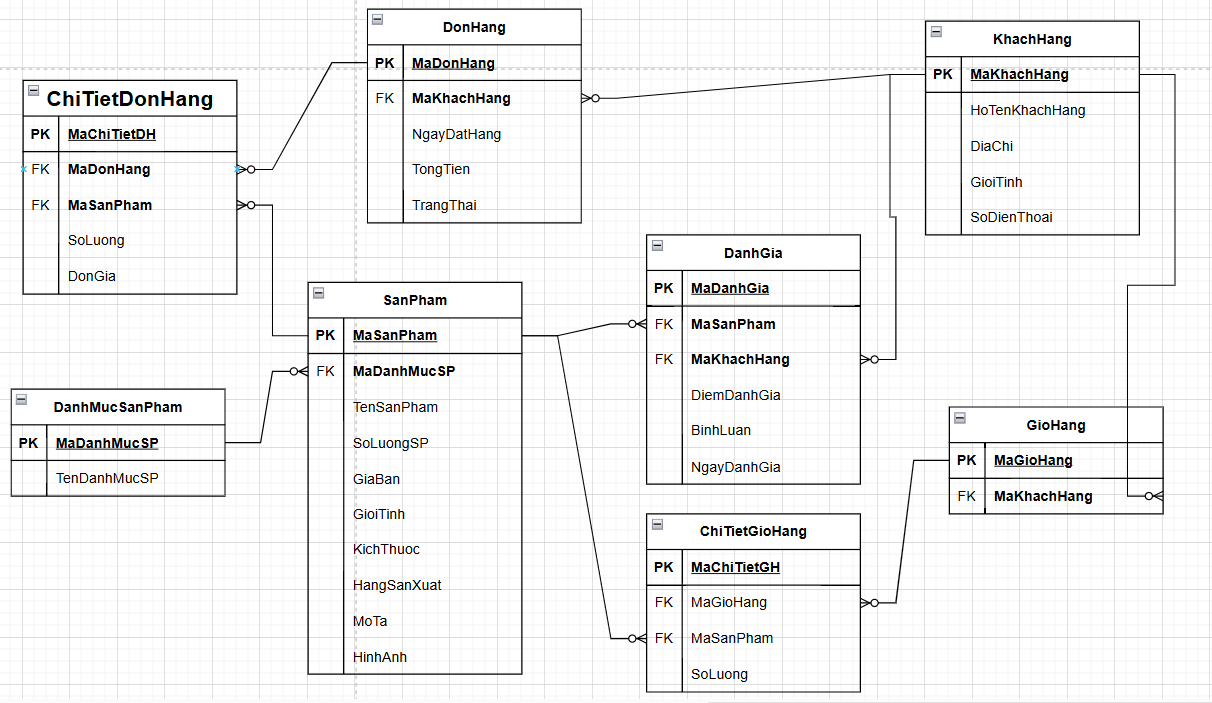 DonHang
PK MaDonHang
FK MaKhachHang
NgayDatHang
TongTien
TrangThai
KhachHang
PK MaKhachHang
HoTenKhachHang
DiaChi
GioiTinh
SoDienThoai
ChiTietDonHang
PK MaChiTietDH
FK MaDonHang
FK MaSanPham
SoLuong
DonGia
DanhGia
PK MaDanhGia
FK MaSanPham
FK MaKhachHang
DiemDanhGia
BinhLuan
NgayDanhGia
SanPham
PK MaSanPham
FK MaDanhMucSP
TenSanPham
SoLuongSP
GiaBan
GioiTinh
KichThuoc
HangSanXuat
MoTa
HinhAnh
DanhMucSanPham
PK MaDanhMucSP
TenDanhMucSP
GioHang
PK MaGioHang
FK MaKhachHang
ChiTietGioHang
PK MaChiTietGH
FK MaGioHang
FK MaSanPham
SoLuong